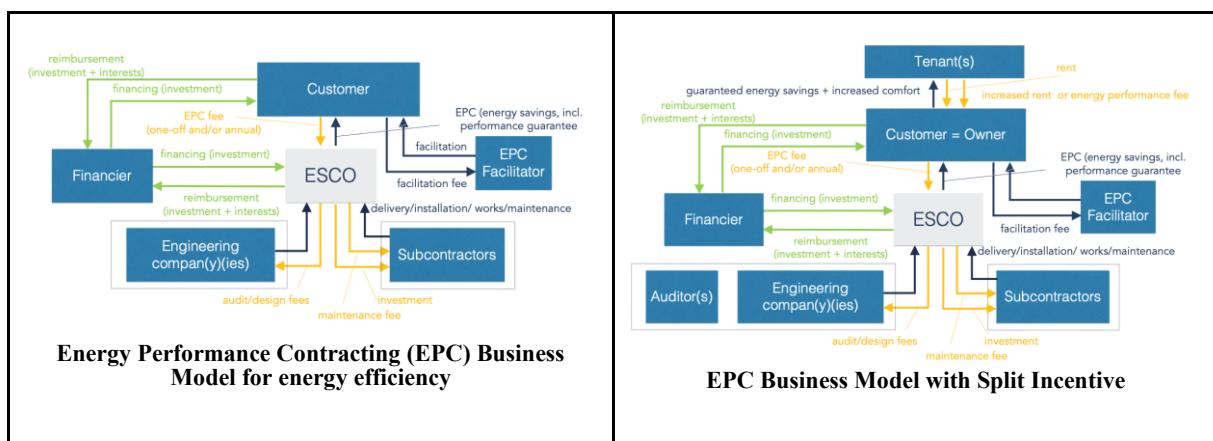 reimbursement
(investment + interests)
financing (investment)
Customer
EPC fee
(one-off and/or annual)
EPC (energy savings, incl.
performance guarantee
Financier
financing (investment)
ESCO
facilitation
facilitation fee
EPC
Facilitator
reimbursement
(investment + interests)
delivery/installation/ works/maintenance
Engineering
compan(y)(ies)
Subcontractors
audit/design fees
investment
maintenance fee
Energy Performance Contracting (EPC) Business
Model for energy efficiency
Tenant(s)
rent
guaranteed energy savings + increased comfort
increased rent or energy performance fee
reimbursement
(investment + interests)
financing (investment)
Customer = Owner
EPC fee
(one-off and/or annual)
EPC (energy savings, incl.
performance guarantee
Financier
financing (investment)
ESCO
EPC
Facilitator
facilitation fee
reimbursement
(investment + interests)
delivery/installation/ works/maintenance
Auditor(s)
Engineering
compan(y)(ies)
Subcontractors
audit/design fees
investment
maintenance fee
EPC Business Model with Split Incentive